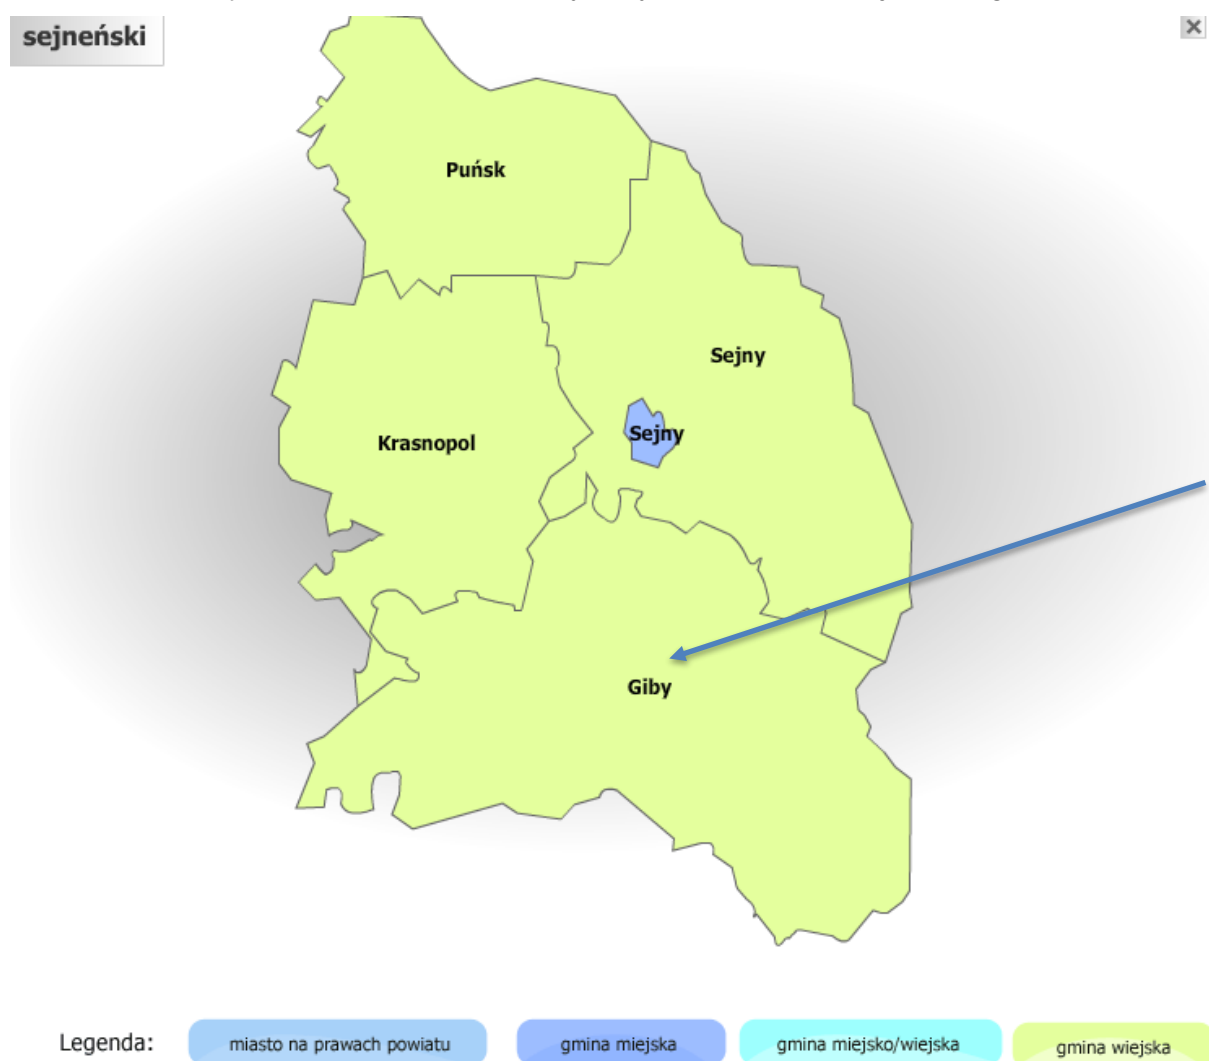 sejneński
Puńsk
Sejny
Sejny
Krasnopol
Giby
Legenda:
miasto na prawach powiatu
gmina miejska
gmina miejsko/wiejska
gmina wiejska